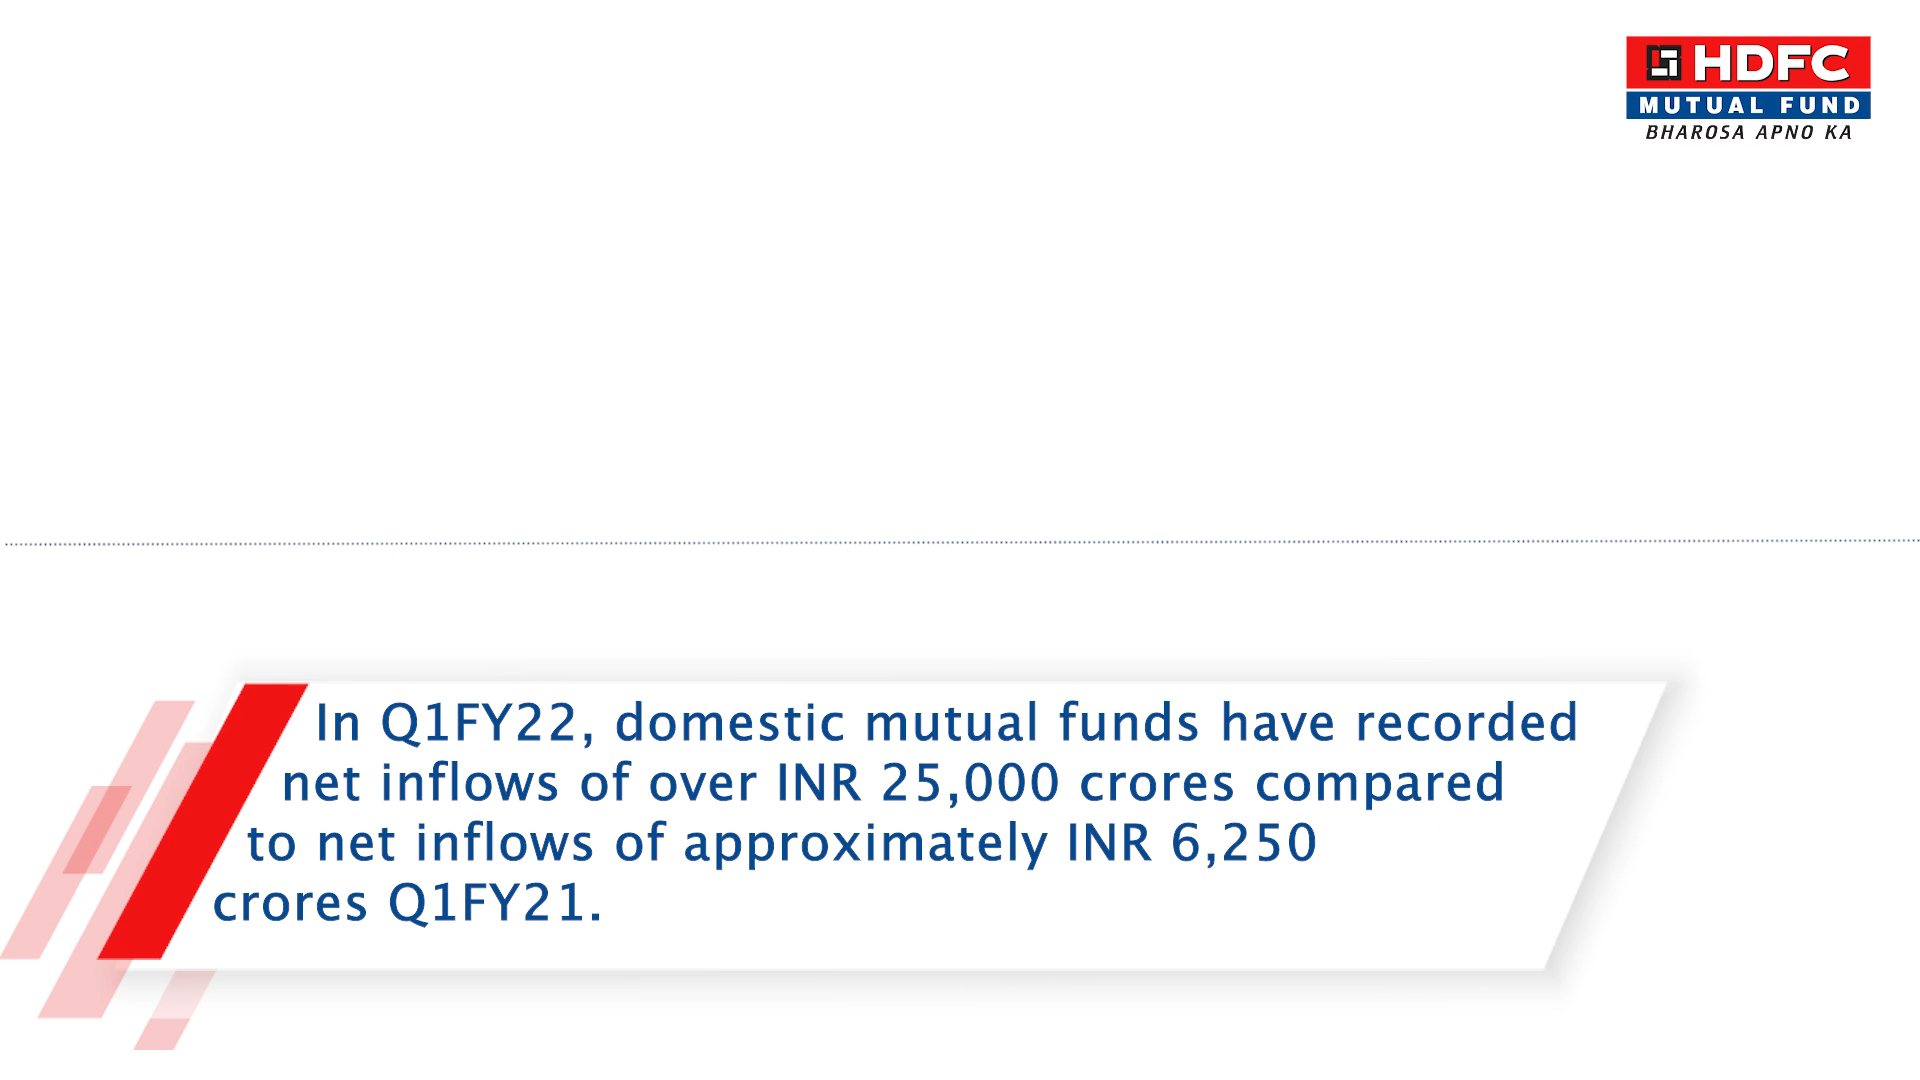 HDFC
MUTUAL FUND
BHAROSA APNO KA
In Q1FY22, domestic mutual funds have recorded
net inflows of over INR 25,000 crores compared
to net inflows of approximately INR 6,250
crores Q1FY21.